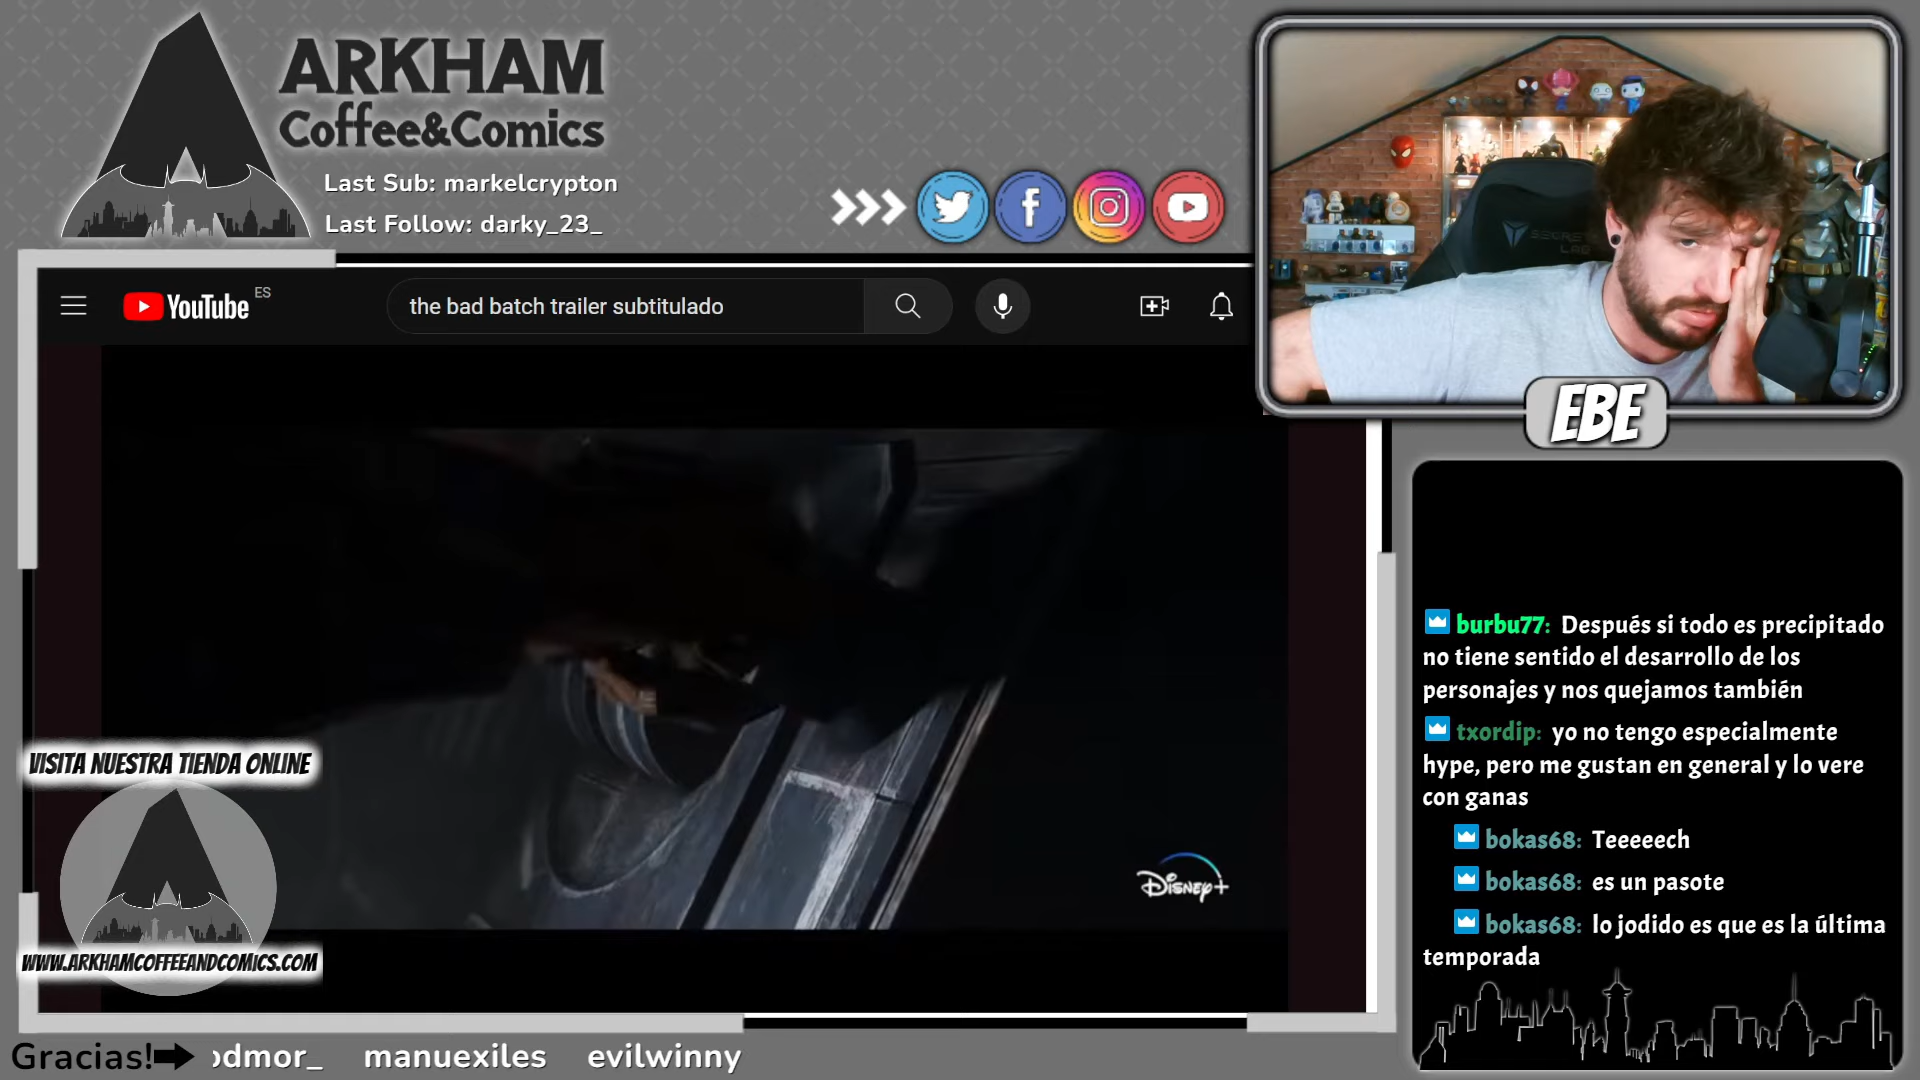 ARKHAM
Coffee&Comics
Last Sub: markelcrypton
Last Follow: darky_23_
YouTube ES
the bad batch trailer subtitulado
SECRET
LAB
EBE
burbu77: Después si todo es precipitado
no tiene sentido el desarrollo de los
personajes y nos quejamos también
txordip: yo no tengo especialmente
hype, pero me gustan en general y lo vere
con ganas
bokas68: Teeeeech
bokas68: es un pasote
bokas68: lo jodido es que es la última
temporada
VISITA NUESTRA TIENDA ONLINE
WWW.ARKHAMCOFFEEANDCOMICS.COM
Disney+
Gracias! odmor_ manuexiles evilwinny